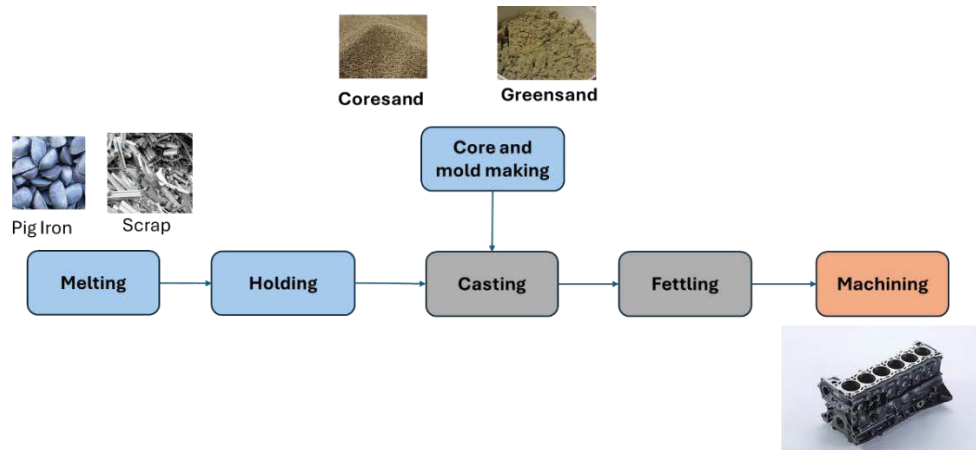 Coresand
Greensand
Core and
mold making
Pig Iron
Scrap
Melting
Holding
Casting
Fettling
Machining